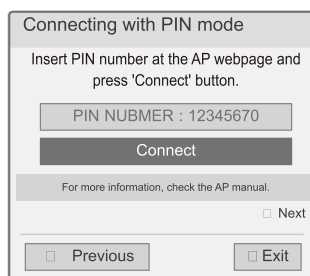 Connecting with PIN mode
Insert PIN number at the AP webpage and
press 'Connect' button.
PIN NUBMER : 12345670
Connect
For more information, check the AP manual.
□ Next
□ Previous
□ Exit